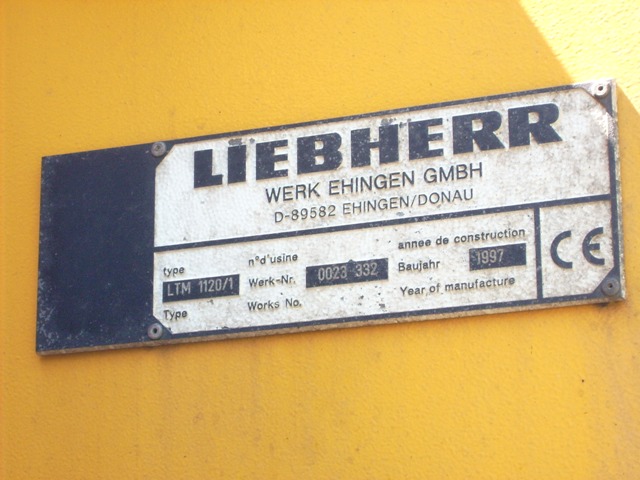 LIEBHERR
WERK EHINGEN GMBH
D-89582 EHINGEN/DONAU
type
LTM 1120/1
Type
n°d'usine
Werk-Nr. 0023 332
Works No.
annee de construction
Baujahr 1997
Year of manufacture
CE